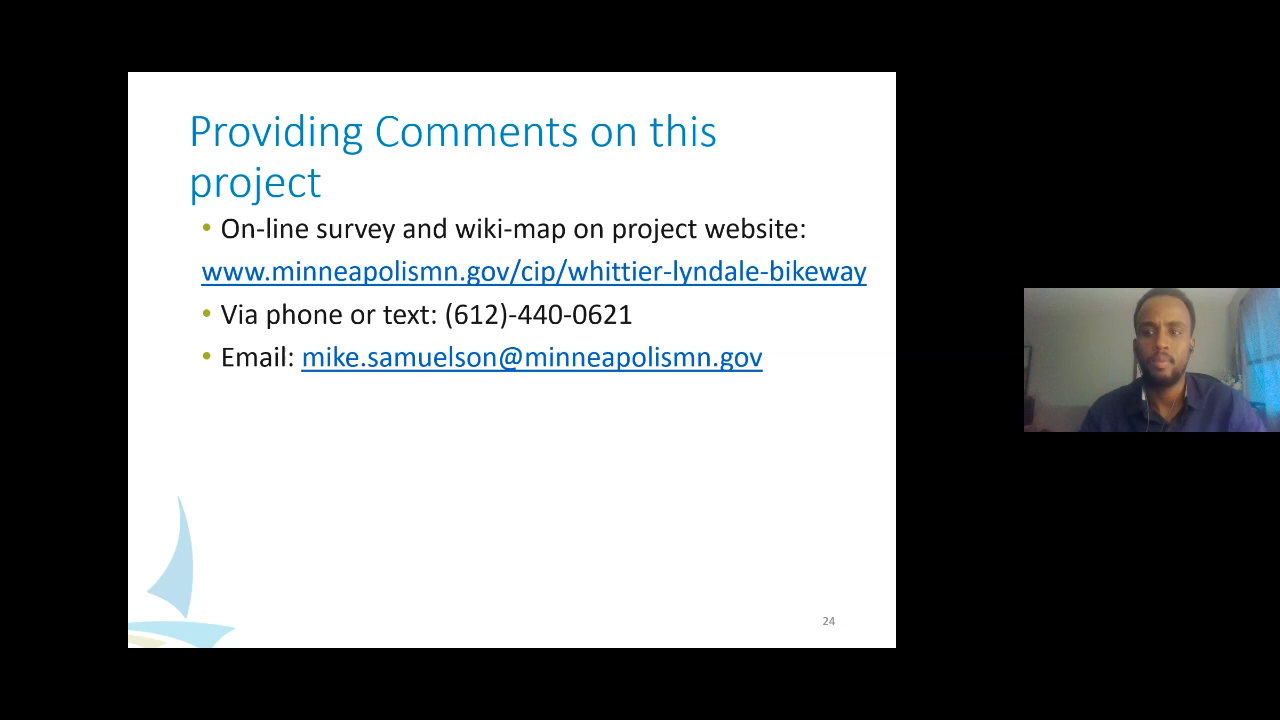 Providing Comments on this
project
• On-line survey and wiki-map on project website:
www.minneapolismn.gov/cip/whittier-lyndale-bikeway
• Via phone or text: (612)-440-0621
• Email: mike.samuelson@minneapolismn.gov
24